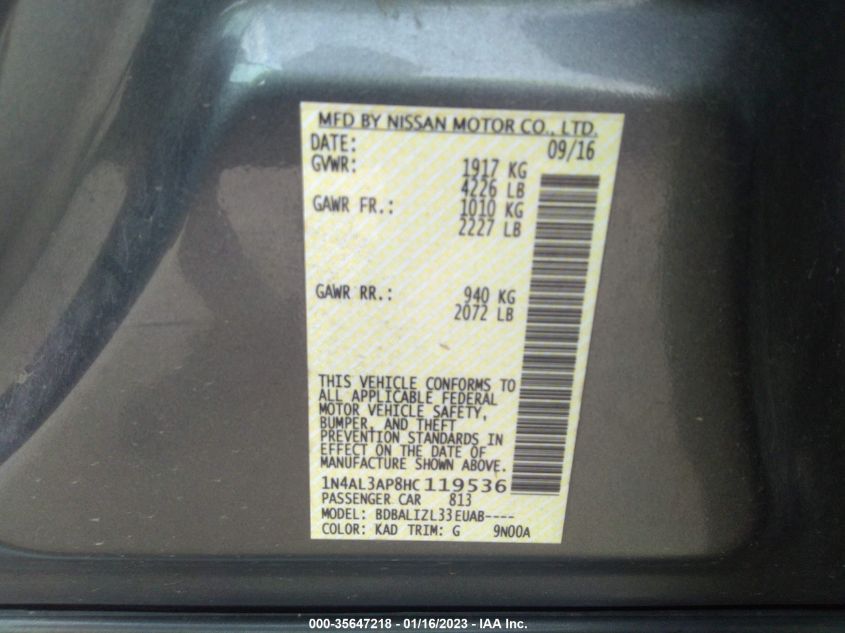 MFD BY NISSAN MOTOR CO., LTD.
DATE: 09/16
GVWR: 1917 KG
4226 LB
GAWR FR.: 1010 KG
2227 LB
GAWR RR.: 940 KG
2072 LB
THIS VEHICLE CONFORMS TO
ALL APPLICABLE FEDERAL
MOTOR VEHICLE SAFETY,
BUMPER, AND THEFT
PREVENTION STANDARDS IN
EFFECT ON THE DATE OF
MANUFACTURE SHOWN ABOVE.
1N4AL3AP8HC119536
PASSENGER CAR 813
MODEL: BDBALIZL33EUAB----
COLOR: KAD TRIM: G 9N00A
000-35647218 - 01/16/2023 - IAA Inc.